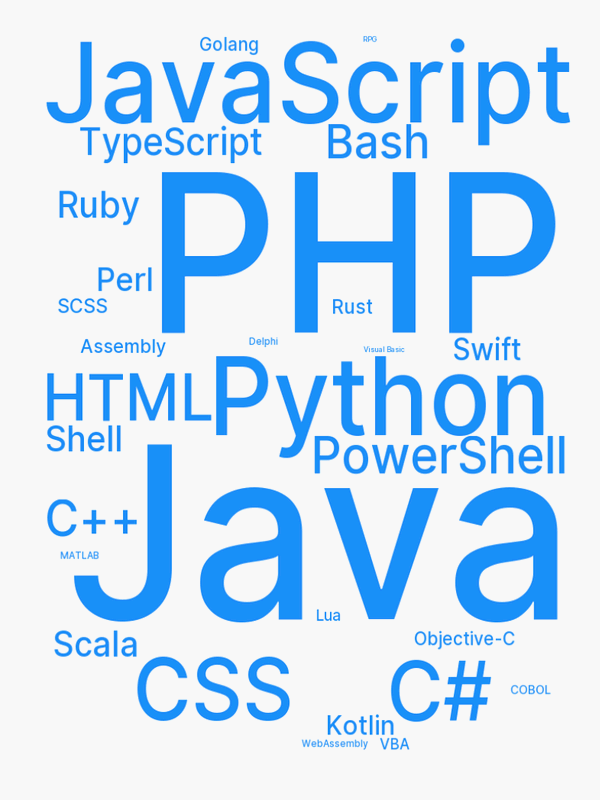 Golang
RPG
JavaScript
TypeScript
Bash
PHP
Ruby
Perl
SCSS
Rust
Assembly
Delphi
Visual Basic
Swift
HTML
Python
Shell
PowerShell
Java
C++
MATLAB
Lua
Scala
Objective-C
CSS
C#
COBOL
Kotlin
WebAssembly
VBA